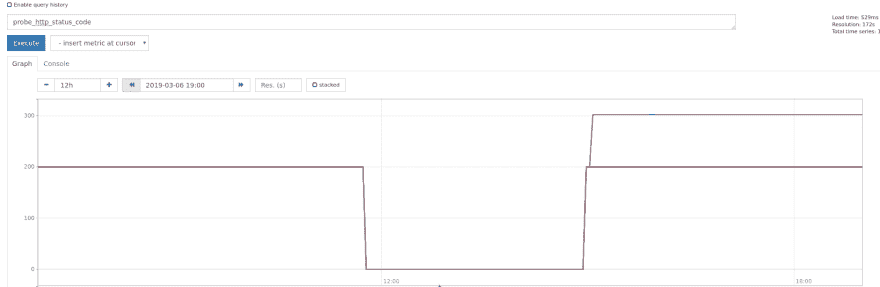 Enable query history
probe_http_status_code
Load time: 529ms
Resolution: 172s
Total time series: 1
Execute
- insert metric at cursor
Graph
Console
12h
2019-03-06 19:00
Res. (s)
stacked
300
200
100
0
12:00
18:00